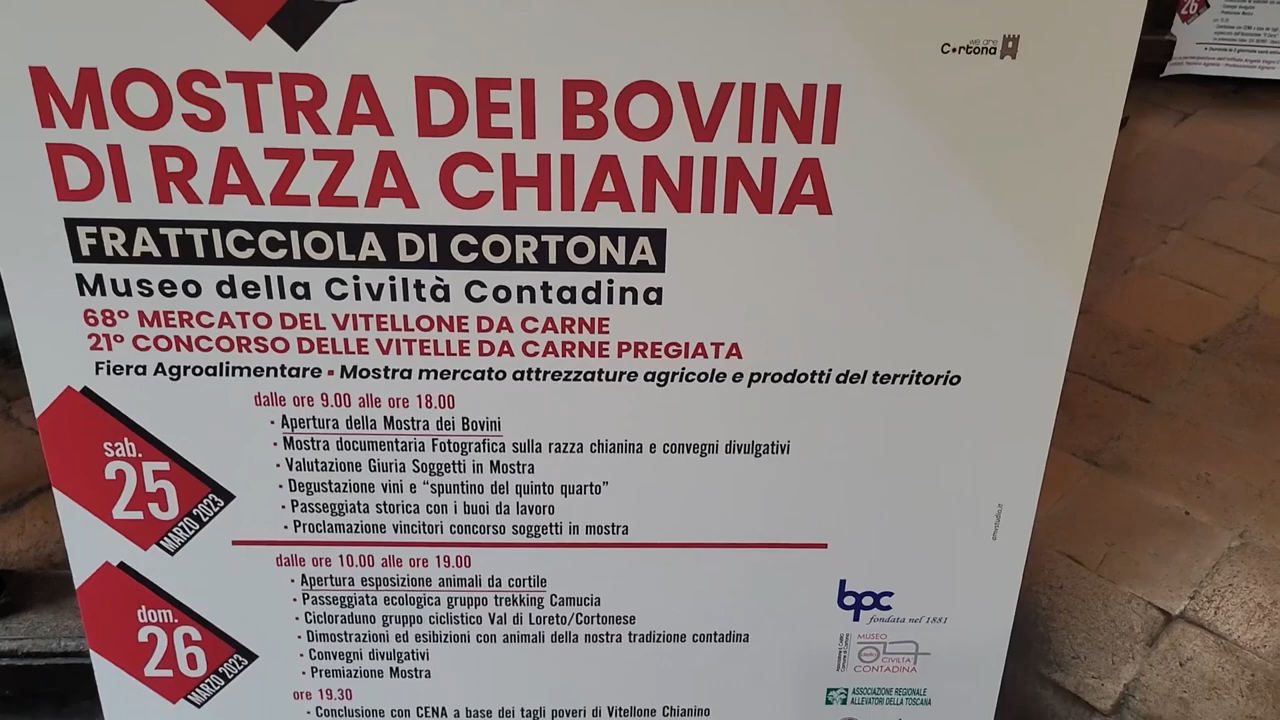 we are
Cortona
MOSTRA DEI BOVINI
DI RAZZA CHIANINA
FRATTICCIOLA DI CORTONA
Museo della Civiltà Contadina
68° MERCATO DEL VITELLONE DA CARNE
21° CONCORSO DELLE VITELLE DA CARNE PREGIATA
Fiera Agroalimentare ▪ Mostra mercato attrezzature agricole e prodotti del territorio
sab.
25
MARZO 2023
dalle ore 9.00 alle ore 18.00
▪ Apertura della Mostra dei Bovini
▪ Mostra documentaria Fotografica sulla razza chianina e convegni divulgativi
▪ Valutazione Giuria Soggetti in Mostra
▪ Degustazione vini e “spuntino del quinto quarto”
▪ Passeggiata storica con i buoi da lavoro
▪ Proclamazione vincitori concorso soggetti in mostra
dom.
26
MARZO 2023
dalle ore 10.00 alle ore 19.00
▪ Apertura esposizione animali da cortile
▪ Passeggiata ecologica gruppo trekking Camucia
▪ Cicloraduno gruppo ciclistico Val di Loreto/Cortonese
▪ Dimostrazioni ed esibizioni con animali della nostra tradizione contadina
▪ Convegni divulgativi
▪ Premiazione Mostra
ore 19.30
▪ Conclusione con CENA a base dei tagli poveri di Vitellone Chianino
amvstudio.it
bpc
fondata nel 1881
MUSEO
della
CIVILTÀ
CONTADINA
ASSOCIAZIONE REGIONALE
ALLEVATORI DELLA TOSCANA
26